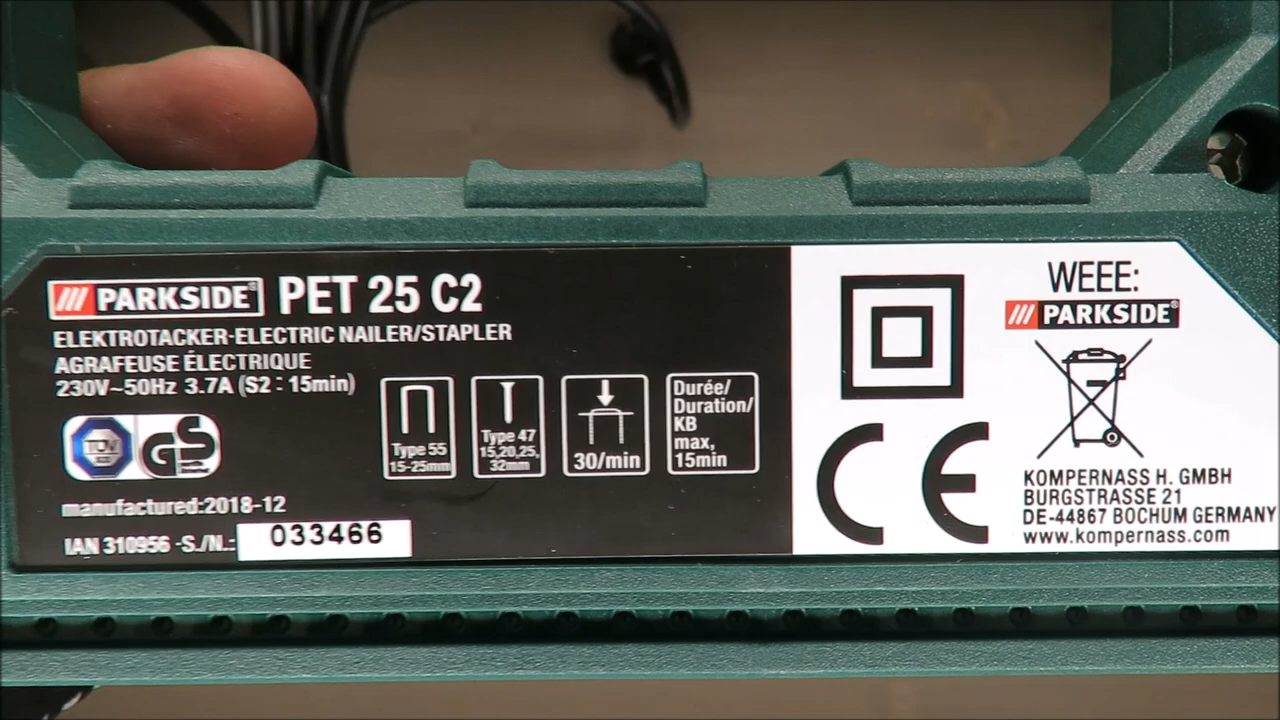 PARKSIDE® PET 25 C2
ELEKTROTACKER-ELECTRIC NAILER/STAPLER
AGRAFEUSE ÉLECTRIQUE
230V~50Hz 3.7A (S2 : 15min)
TÜV
GS
Type 55
15-25mm
Type 47
15,20,25,
32mm
30/min
Durée/
Duration/
KB
max,
15min
manufactured:2018-12
IAN 310956 -S./N.: 033466
CE
WEEE:
PARKSIDE®
KOMPERNASS H. GMBH
BURGSTRASSE 21
DE-44867 BOCHUM GERMANY
www.kompernass.com